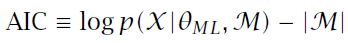 AIC ≡ log p(X|θ_ML, ℳ) − |ℳ|